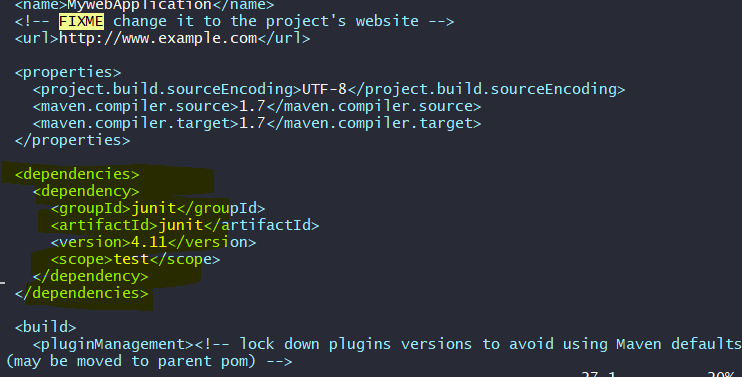 <name>MywebApplication</name>
<!-- FIXME change it to the project's website -->
<url>http://www.example.com</url>
<properties>
<project.build.sourceEncoding>UTF-8</project.build.sourceEncoding>
<maven.compiler.source>1.7</maven.compiler.source>
<maven.compiler.target>1.7</maven.compiler.target>
</properties>
<dependencies>
<dependency>
<groupId>junit</groupId>
<artifactId>junit</artifactId>
<version>4.11</version>
<scope>test</scope>
</dependency>
</dependencies>
<build>
<pluginManagement><!-- lock down plugins versions to avoid using Maven defaults
(may be moved to parent pom) -->
27,1 20%